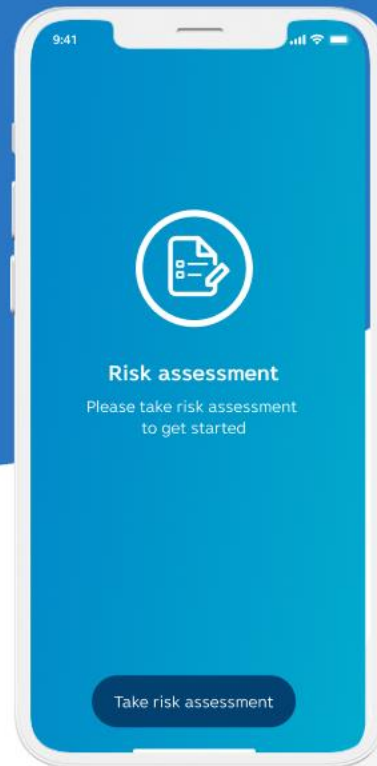 9:41
Risk assessment
Please take risk assessment
to get started
Take risk assessment